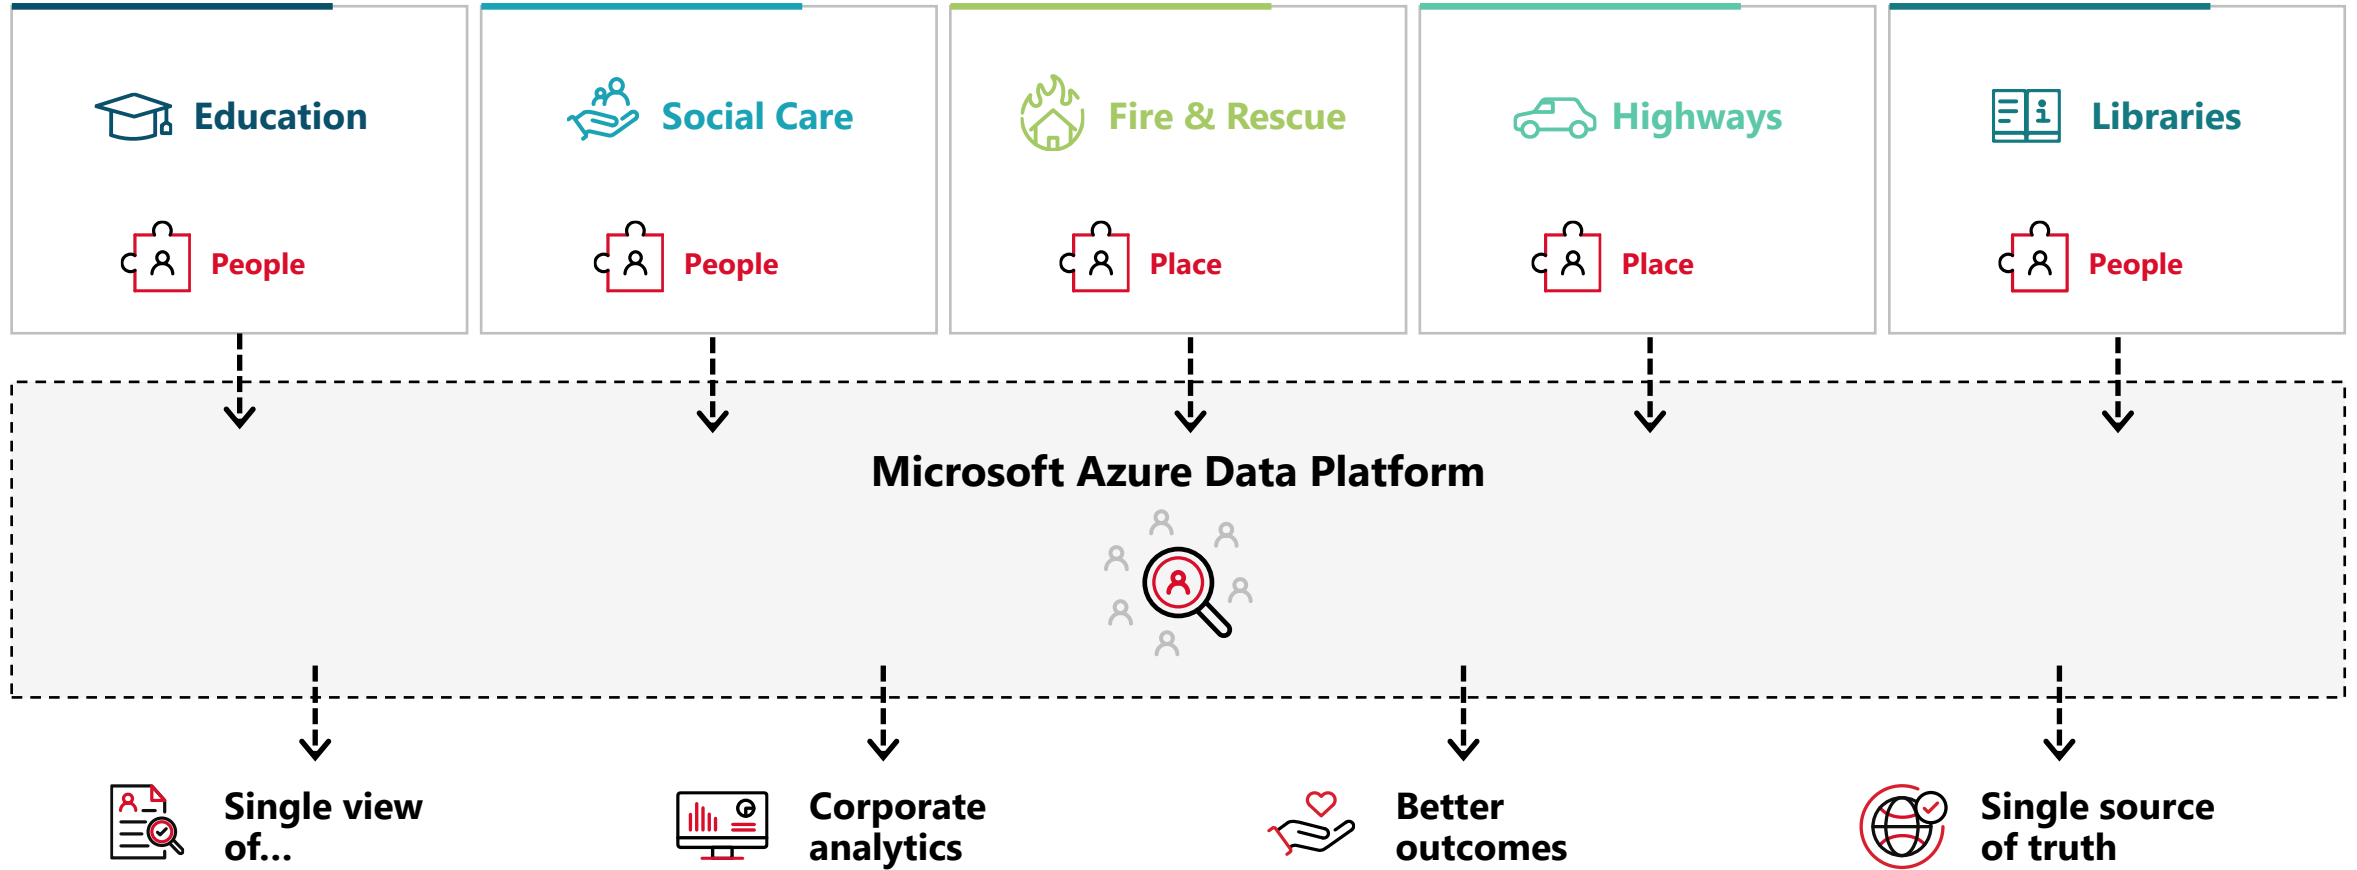 Education
Social Care
Fire & Rescue
Highways
Libraries
People
People
Place
Place
People
Microsoft Azure Data Platform
Single view
of...
Corporate
analytics
Better
outcomes
Single source
of truth